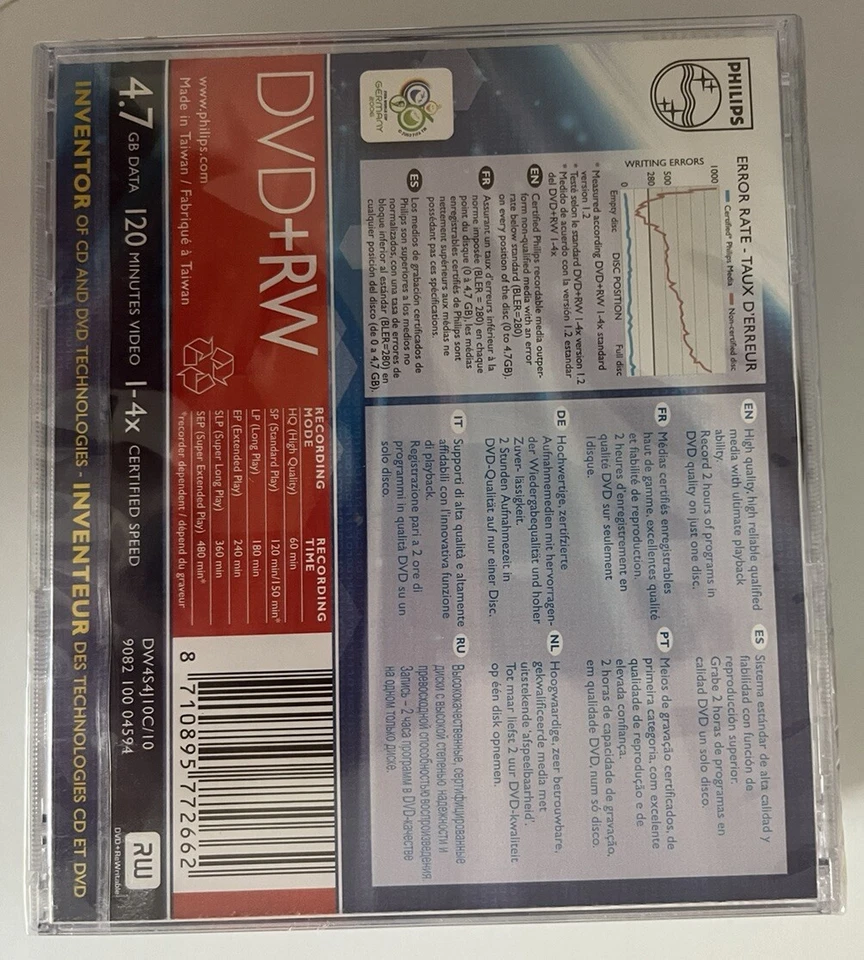 PHILIPS
ERROR RATE - TAUX D'ERREUR
Certified* Philips Media
Non-certified disc
WRITING ERRORS
1000
500
280
0
Empty disc
DISC POSITION
Full disc
* Measured according DVD+RW 1-4x standard
version 1.2
* Testé selon le standard DVD+RW 1-4x version 1.2
* Medido de acuerdo con la versión 1.2 estandar
del DVD+RW 1-4x
EN Certified Philips recordable media outper-
form non-qualified media with an error
rate below standard (BLER=280)
on every position of the disc (0 to 4.7GB).
FR Assurant un taux d'erreurs inférieur à la
norme imposée (BLER = 280) en chaque
point du disque (0 à 4,7 GB), les médias
enregistrables certifiés de Philips sont
nettement supérieurs aux médias ne
possédant pas ces spécifications.
ES Los medios de grabación certificados de
Philips son superiores a los medios no
normalizados, con una tasa de errores de
bloque inferior al estándar (BLER=280) en
cualquier posición del disco (de 0 a 4,7 GB).
GERMANY
2006
EN High quality, high reliable qualified
media with ultimate playback
ability.
Record 2 hours of programs in
DVD quality on just one disc.
FR Médias certifiés enregistrables
haut de gamme, excellentes qualité
et fiabilité de reproduction.
2 heures d'enregistrement en
qualité DVD sur seulement
1disque.
DE Hochwertige, zertifizierte
Aufnahmemedien mit hervorragen-
der Wiedergabequalität und hoher
Zuver- lässigkeit.
2 Stunden Aufnahmezeit in
DVD-Qualität auf nur einer Disc.
IT Supporti di alta qualità e altamente
affidabili con l'innovativa funzione
di playback.
Registrazione pari a 2 ore di
programmi in qualità DVD su un
solo disco.
ES Sistema estándar de alta calidad y
fiabilidad con función de
reproducción superior.
Grabe 2 horas de programas en
calidad DVD un solo disco.
PT Meios de gravação certificados, de
primeira categoria, com excelente
qualidade de reprodução e de
elevada confiança.
2 horas de capacidade de gravação,
em qualidade DVD, num só disco.
NL Hoogwaardige, zeer betrouwbare,
gekwalificeerde media met
uitstekende 'afspeelbaarheid'.
Tot maar liefst 2 uur DVD-kwaliteit
op één disk opnemen.
RU Высококачественные, сертифицированные
диски с высокой степенью надежности и
превосходной способностью воспроизведения.
Запись – 2 часа программ в DVD-качестве
на одном только диске.
DVD+RW
www.philips.com
Made in Taiwan / Fabriqué à Taiwan
RECORDING MODE RECORDING TIME
HQ (High Quality) 60 min
SP (Standard Play) 120 min/150 min*
LP (Long Play) 180 min
EP (Extended Play) 240 min
SLP (Super Long Play) 360 min
SEP (Super Extended Play) 480 min*
*recorder dependent / dépend du graveur
8 710895 772662
4.7 GB DATA 120 MINUTES VIDEO 1-4x CERTIFIED SPEED
DW4S4J10C/10
9082 100 04594
RW
DVD+ReWritable
INVENTOR OF CD AND DVD TECHNOLOGIES - INVENTEUR DES TECHNOLOGIES CD ET DVD